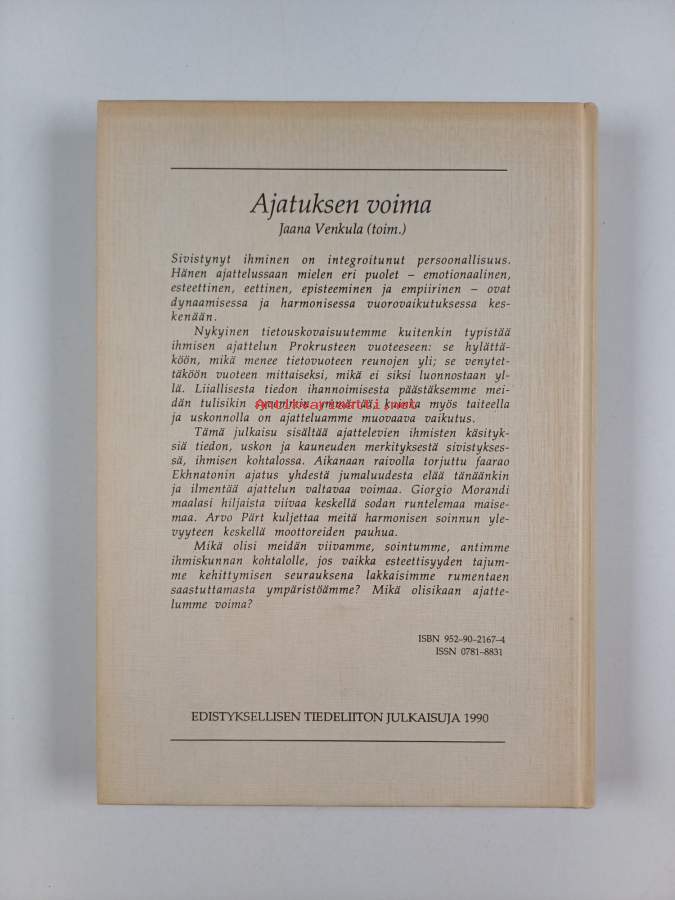 Ajatuksen voima
Jaana Venkula (toim.)
Sivistynyt ihminen on integroitunut persoonallisuus.
Hänen ajattelussaan mielen eri puolet – emotionaalinen,
esteettinen, eettinen, episteeminen ja empiirinen – ovat
dynaamisessa ja harmonisessa vuorovaikutuksessa kes-
kenään.
Nykyinen tietouskovaisuutemme kuitenkin typistää
ihmisen ajattelun Prokrusteen vuoteeseen: se hylättä-
köön, mikä menee tietovuoteen reunojen yli; se venytet-
täköön vuoteen mittaiseksi, mikä ei siksi luonnostaan yl-
lä. Liiallisesta tiedon ihannoimisesta päästäksemme mei-
dän tulisikin ymmärtää, kuinka myös taiteella
Antikvariaatti.net
ja uskonnolla on ajatteluamme muovaava vaikutus.
Tämä julkaisu sisältää ajattelevien ihmisten käsityk-
siä tiedon, uskon ja kauneuden merkityksestä sivistykses-
sä, ihmisen kohtalossa. Aikanaan raivolla torjuttu faarao
Ekhnatonin ajatus yhdestä jumaluudesta elää tänäänkin
ja ilmentää ajattelun valtavaa voimaa. Giorgio Morandi
maalasi hiljaista viivaa keskellä sodan runtelemaa maise-
maa. Arvo Pärt kuljettaa meitä harmonisen soinnun yle-
vyyteen keskellä moottoreiden pauhua.
Mikä olisi meidän viivamme, sointumme, antimme
ihmiskunnan kohtalolle, jos vaikka esteettisyyden tajum-
me kehittymisen seurauksena lakkaisimme rumentaen
saastuttamasta ympäristöämme? Mikä olisikaan ajatte-
lumme voima?
ISBN 952–90–2167–4
ISSN 0781–8831
EDISTYKSELLISEN TIEDELIITON JULKAISUJA 1990